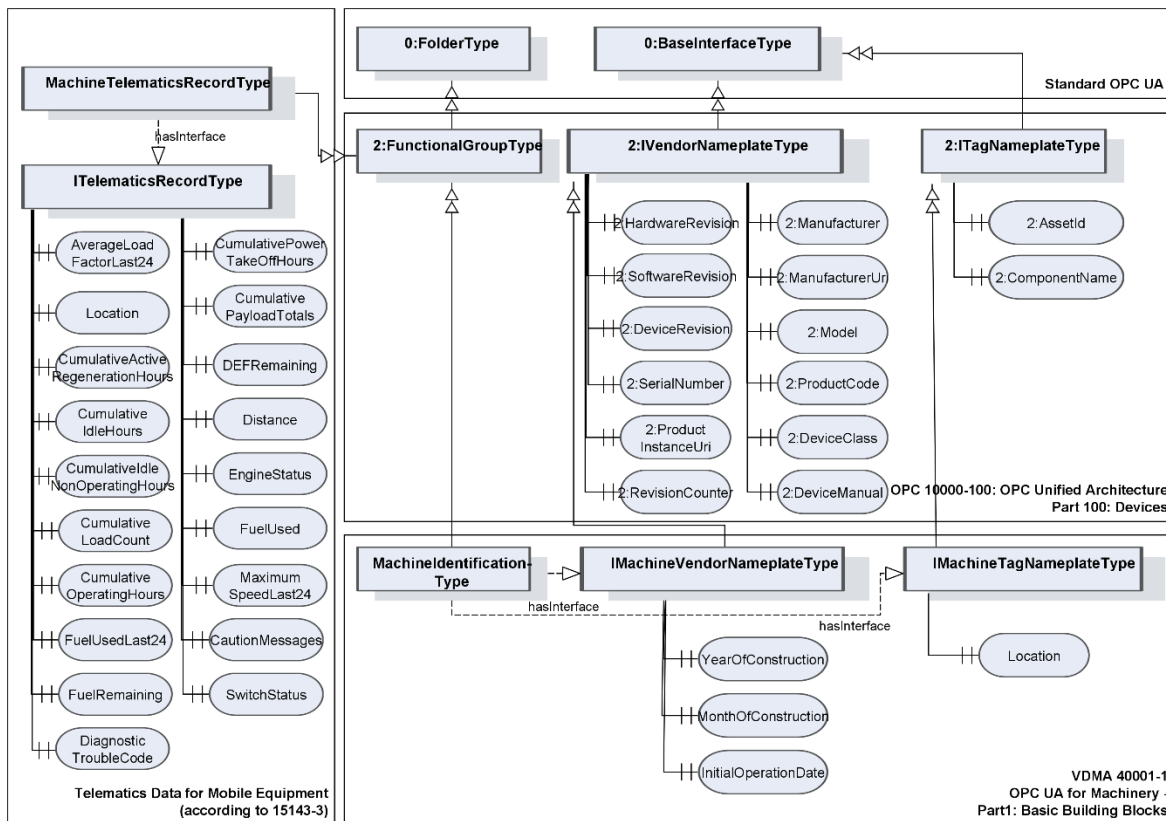 MachineTelematicsRecordType
hasInterface
ITelematicsRecordType
AverageLoad
FactorLast24
Location
CumulativeActive
RegenerationHours
Cumulative
IdleHours
CumulativeIdle
NonOperatingHours
Cumulative
LoadCount
Cumulative
OperatingHours
FuelUsedLast24
FuelRemaining
Diagnostic
TroubleCode
CumulativePower
TakeOffHours
Cumulative
PayloadTotals
DEFRemaining
Distance
EngineStatus
FuelUsed
Maximum
SpeedLast24
CautionMessages
SwitchStatus
Telematics Data for Mobile Equipment
(according to 15143-3)
0:FolderType
0:BaseInterfaceType
Standard OPC UA
2:FunctionalGroupType
2:IVendorNameplateType
2:ITagNameplateType
2:HardwareRevision
2:SoftwareRevision
2:DeviceRevision
2:SerialNumber
2:Product
InstanceUri
2:RevisionCounter
2:Manufacturer
2:ManufacturerUri
2:Model
2:ProductCode
2:DeviceClass
2:DeviceManual
2:AssetId
2:ComponentName
OPC 10000-100: OPC Unified Architecture
Part 100: Devices
MachineIdentification-
Type
IMachineVendorNameplateType
IMachineTagNameplateType
hasInterface
hasInterface
YearOfConstruction
MonthOfConstruction
InitialOperationDate
Location
VDMA 40001-1
OPC UA for Machinery -
Part1: Basic Building Blocks